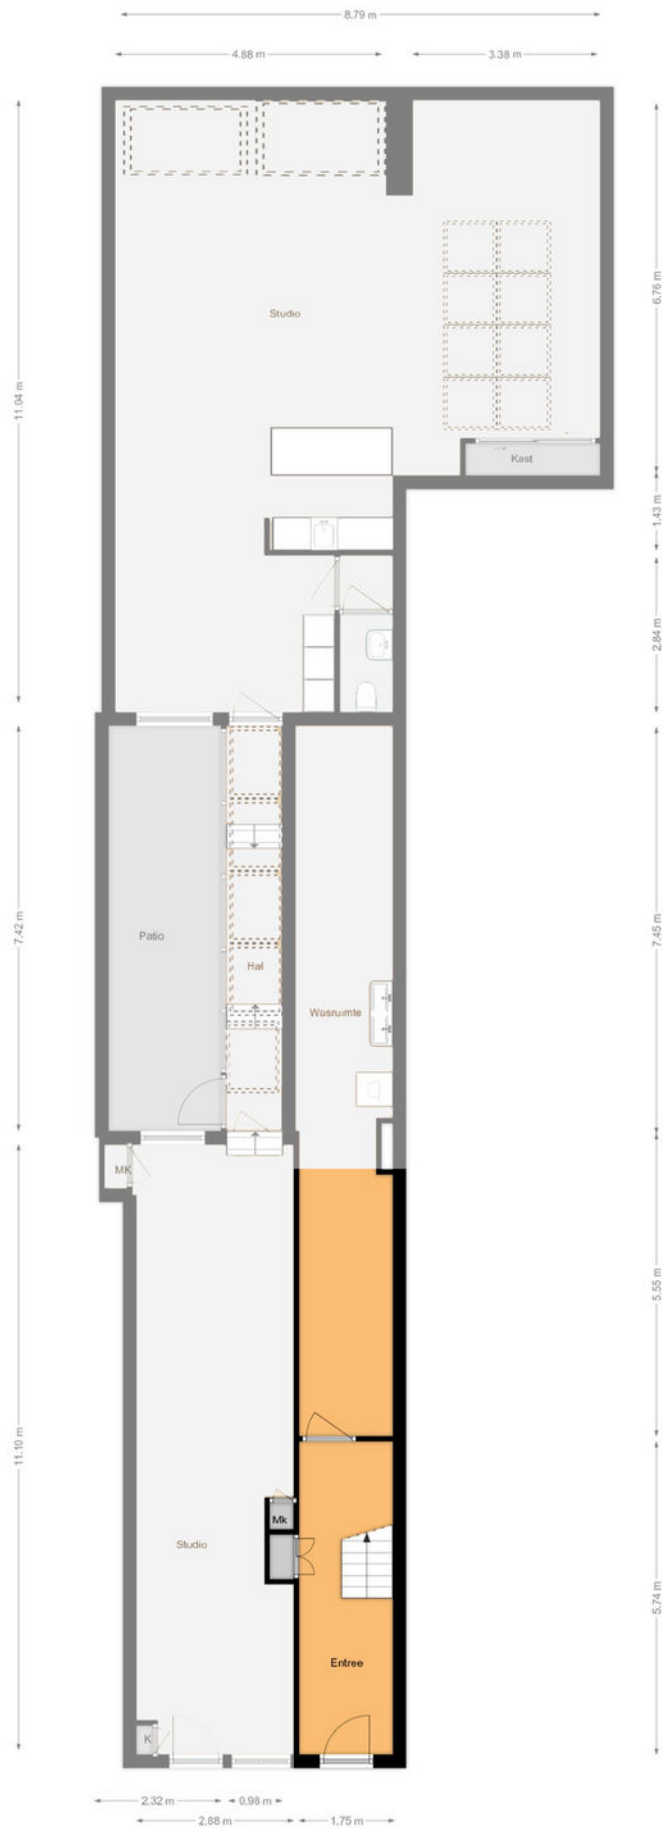 8.79 m
4.88 m
3.38 m
11.04 m
6.76 m
Studio
Kast
1.43 m
2.84 m
7.42 m
7.45 m
Patio
Hal
Wasruimte
MK
5.55 m
11.10 m
Mk
Studio
5.74 m
Entree
K
2.32 m
0.98 m
2.88 m
1.75 m